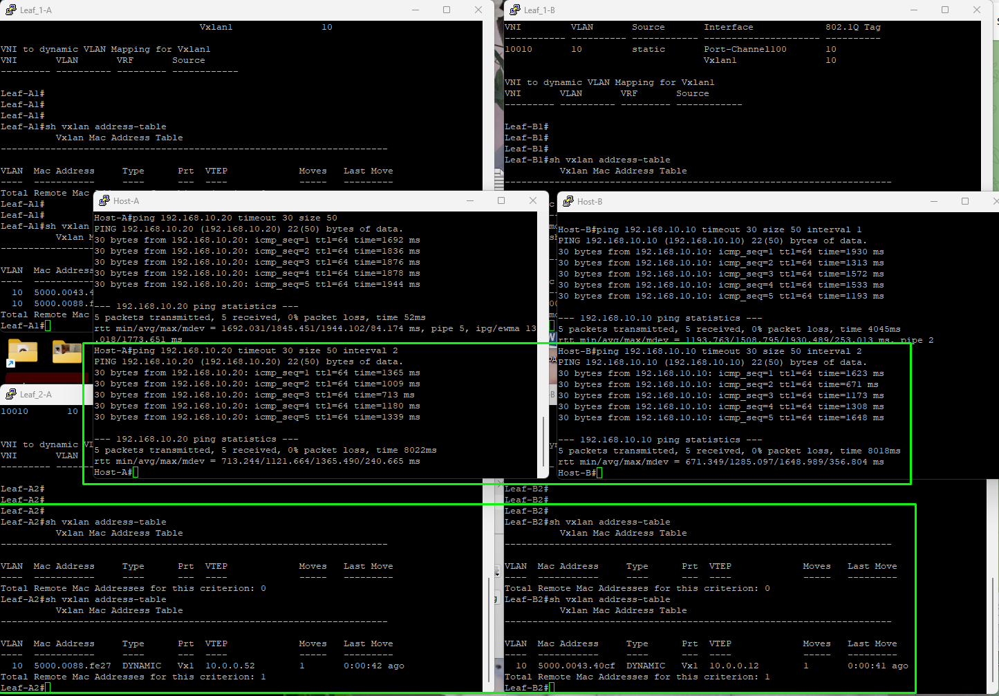 Leaf_1-A
Vxlan1 10
VNI to dynamic VLAN Mapping for Vxlan1
VNI VLAN VRF Source
--------- ---------- --------- ------------
Leaf-A1#
Leaf-A1#
Leaf-A1#
Leaf-A1#sh vxlan address-table
Vxlan Mac Address Table
----------------------------------------------------------------------
VLAN Mac Address Type Prt VTEP Moves Last Move
---- ----------- ---- --- ---- ----- ---------
Total Remote Mac
Leaf-A1#
Leaf-A1#
Leaf-A1#sh vxlan
Vxlan M
VLAN Mac Address
---- -----------
10 5000.0043.4
10 5000.0088.f
Total Remote Mac
Leaf-A1#
Leaf_1-B
VNI VLAN Source Interface 802.1Q Tag
---------- ---------- ------------ --------------------- ----------
10010 10 static Port-Channel100 10
Vxlan1 10
VNI to dynamic VLAN Mapping for Vxlan1
VNI VLAN VRF Source
--------- ---------- --------- ------------
Leaf-B1#
Leaf-B1#
Leaf-B1#
Leaf-B1#sh vxlan address-table
Vxlan Mac Address Table
----------------------------------------------------------------------
Host-A
Host-A#ping 192.168.10.20 timeout 30 size 50
PING 192.168.10.20 (192.168.10.20) 22(50) bytes of data.
30 bytes from 192.168.10.20: icmp_seq=1 ttl=64 time=1692 ms
30 bytes from 192.168.10.20: icmp_seq=2 ttl=64 time=1836 ms
30 bytes from 192.168.10.20: icmp_seq=3 ttl=64 time=1876 ms
30 bytes from 192.168.10.20: icmp_seq=4 ttl=64 time=1878 ms
30 bytes from 192.168.10.20: icmp_seq=5 ttl=64 time=1944 ms
--- 192.168.10.20 ping statistics ---
5 packets transmitted, 5 received, 0% packet loss, time 52ms
rtt min/avg/max/mdev = 1692.031/1845.451/1944.102/84.174 ms, pipe 5, ipg/ewma 13
.018/1773.651 ms
Host-A#ping 192.168.10.20 timeout 30 size 50 interval 2
PING 192.168.10.20 (192.168.10.20) 22(50) bytes of data.
30 bytes from 192.168.10.20: icmp_seq=1 ttl=64 time=1365 ms
30 bytes from 192.168.10.20: icmp_seq=2 ttl=64 time=1009 ms
30 bytes from 192.168.10.20: icmp_seq=3 ttl=64 time=713 ms
30 bytes from 192.168.10.20: icmp_seq=4 ttl=64 time=1180 ms
30 bytes from 192.168.10.20: icmp_seq=5 ttl=64 time=1339 ms
--- 192.168.10.20 ping statistics ---
5 packets transmitted, 5 received, 0% packet loss, time 8022ms
rtt min/avg/max/mdev = 713.244/1121.664/1365.490/240.665 ms
Host-A#
Host-B
Host-B#ping 192.168.10.10 timeout 30 size 50 interval 1
PING 192.168.10.10 (192.168.10.10) 22(50) bytes of data.
30 bytes from 192.168.10.10: icmp_seq=1 ttl=64 time=1930 ms
30 bytes from 192.168.10.10: icmp_seq=2 ttl=64 time=1313 ms
30 bytes from 192.168.10.10: icmp_seq=3 ttl=64 time=1572 ms
30 bytes from 192.168.10.10: icmp_seq=4 ttl=64 time=1533 ms
30 bytes from 192.168.10.10: icmp_seq=5 ttl=64 time=1193 ms
--- 192.168.10.10 ping statistics ---
5 packets transmitted, 5 received, 0% packet loss, time 4045ms
rtt min/avg/max/mdev = 1193.763/1508.795/1930.489/253.013 ms, pipe 2
Host-B#ping 192.168.10.10 timeout 30 size 50 interval 2
PING 192.168.10.10 (192.168.10.10) 22(50) bytes of data.
30 bytes from 192.168.10.10: icmp_seq=1 ttl=64 time=1623 ms
30 bytes from 192.168.10.10: icmp_seq=2 ttl=64 time=671 ms
30 bytes from 192.168.10.10: icmp_seq=3 ttl=64 time=1173 ms
30 bytes from 192.168.10.10: icmp_seq=4 ttl=64 time=1308 ms
30 bytes from 192.168.10.10: icmp_seq=5 ttl=64 time=1648 ms
--- 192.168.10.10 ping statistics ---
5 packets transmitted, 5 received, 0% packet loss, time 8018ms
rtt min/avg/max/mdev = 671.349/1285.097/1648.989/356.804 ms
Host-B#
Leaf_2-A
10010 10
VNI to dynamic VL
VNI VLAN
--------- -------
Leaf-A2#
Leaf-A2#
Leaf-A2#
Leaf-A2#sh vxlan address-table
Vxlan Mac Address Table
----------------------------------------------------------------------
VLAN Mac Address Type Prt VTEP Moves Last Move
---- ----------- ---- --- ---- ----- ---------
Total Remote Mac Addresses for this criterion: 0
Leaf-A2#sh vxlan address-table
Vxlan Mac Address Table
----------------------------------------------------------------------
VLAN Mac Address Type Prt VTEP Moves Last Move
---- ----------- ---- --- ---- ----- ---------
10 5000.0088.fe27 DYNAMIC Vx1 10.0.0.52 1 0:00:42 ago
Total Remote Mac Addresses for this criterion: 1
Leaf-A2#
Leaf-B2#
Leaf-B2#
Leaf-B2#
Leaf-B2#sh vxlan address-table
Vxlan Mac Address Table
----------------------------------------------------------------------
VLAN Mac Address Type Prt VTEP Moves Last Move
---- ----------- ---- --- ---- ----- ---------
Total Remote Mac Addresses for this criterion: 0
Leaf-B2#sh vxlan address-table
Vxlan Mac Address Table
----------------------------------------------------------------------
VLAN Mac Address Type Prt VTEP Moves Last Move
---- ----------- ---- --- ---- ----- ---------
10 5000.0043.40cf DYNAMIC Vx1 10.0.0.12 1 0:00:41 ago
Total Remote Mac Addresses for this criterion: 1
Leaf-B2#